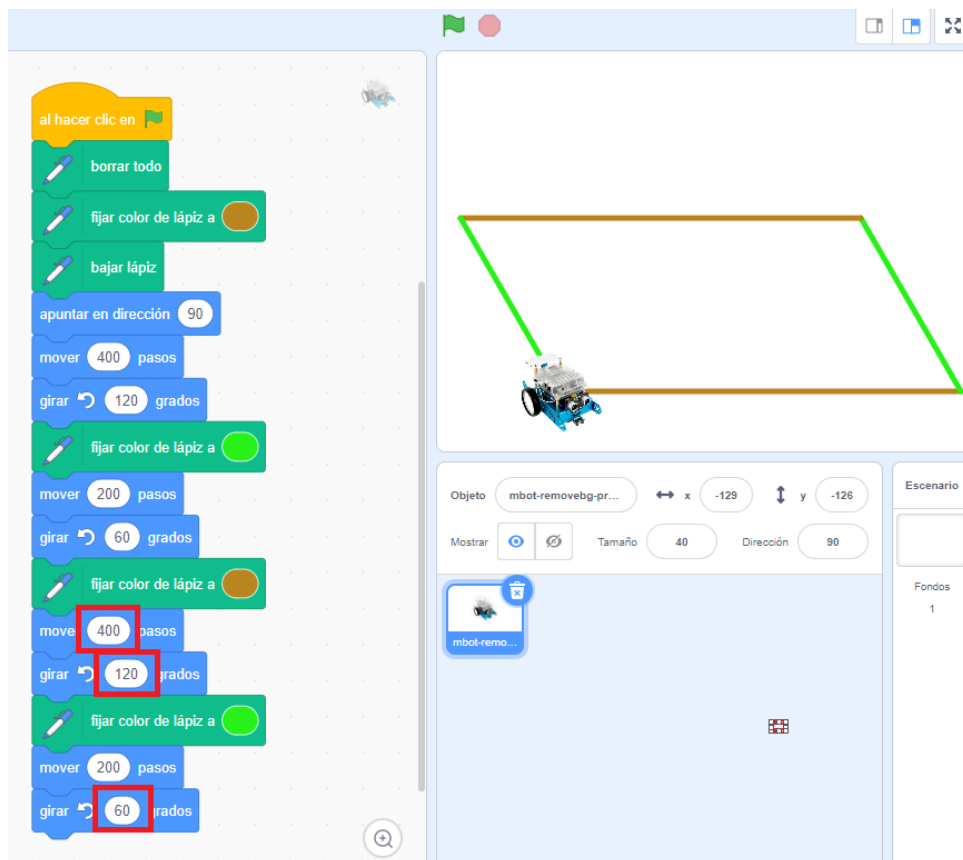 al hacer clic en
borrar todo
fijar color de lápiz a
bajar lápiz
apuntar en dirección 90
mover 400 pasos
girar 120 grados
fijar color de lápiz a
mover 200 pasos
girar 60 grados
fijar color de lápiz a
move 400 pasos
girar 120 grados
fijar color de lápiz a
mover 200 pasos
girar 60 grados
Objeto mbot-removebg-pr... x -129 y -126
Mostrar Tamaño 40 Dirección 90
mbot-remo...
Escenario
Fondos
1